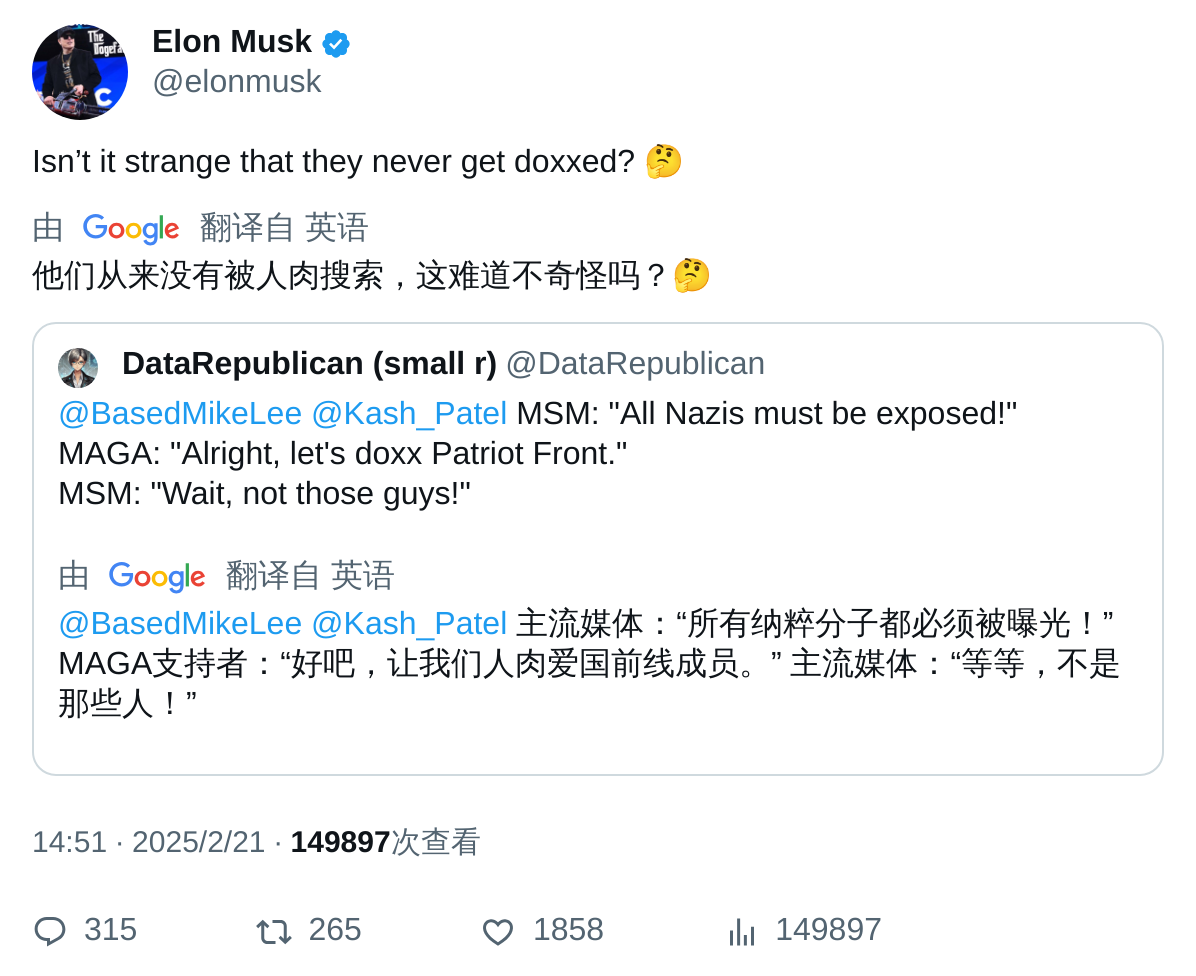 The
Dogefa
C
Elon Musk
@elonmusk
Isn’t it strange that they never get doxxed? 🤔
由 Google 翻译自 英语
他们从来没有被人肉搜索，这难道不奇怪吗？🤔
DataRepublican (small r) @DataRepublican
@BasedMikeLee @Kash_Patel MSM: "All Nazis must be exposed!"
MAGA: "Alright, let's doxx Patriot Front."
MSM: "Wait, not those guys!"
由 Google 翻译自 英语
@BasedMikeLee @Kash_Patel 主流媒体：“所有纳粹分子都必须被曝光！”
MAGA支持者：“好吧，让我们人肉爱国前线成员。” 主流媒体：“等等，不是
那些人！”
14:51 · 2025/2/21 · 149897次查看
315 265 1858 149897